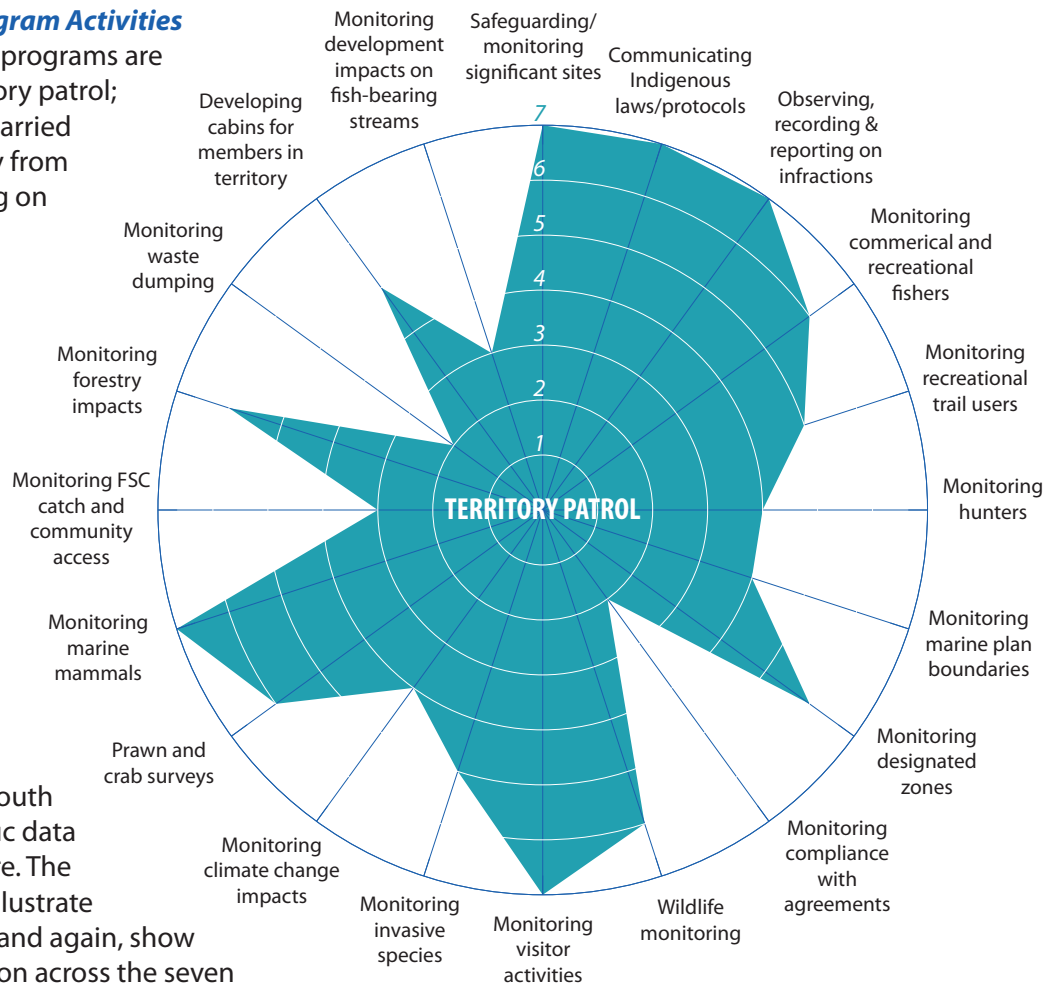 gram Activities
programs are
ory patrol;
arried
y from
g on
outh
ic data
re. The
llustrate
and again, show
on across the seven
Monitoring
development
impacts on
fish-bearing
streams
Safeguarding/
monitoring
significant sites
Communicating
Indigenous
laws/protocols
Observing,
recording &
reporting on
infractions
Monitoring
commerical and
recreational
fishers
Monitoring
recreational
trail users
Monitoring
hunters
Monitoring
marine plan
boundaries
Monitoring
designated
zones
Monitoring
compliance
with
agreements
Wildlife
monitoring
Monitoring
visitor
activities
Monitoring
invasive
species
Monitoring
climate change
impacts
Prawn and
crab surveys
Monitoring
marine
mammals
Monitoring FSC
catch and
community
access
Monitoring
forestry
impacts
Monitoring
waste
dumping
Developing
cabins for
members in
territory
7
6
5
4
3
2
1
TERRITORY PATROL